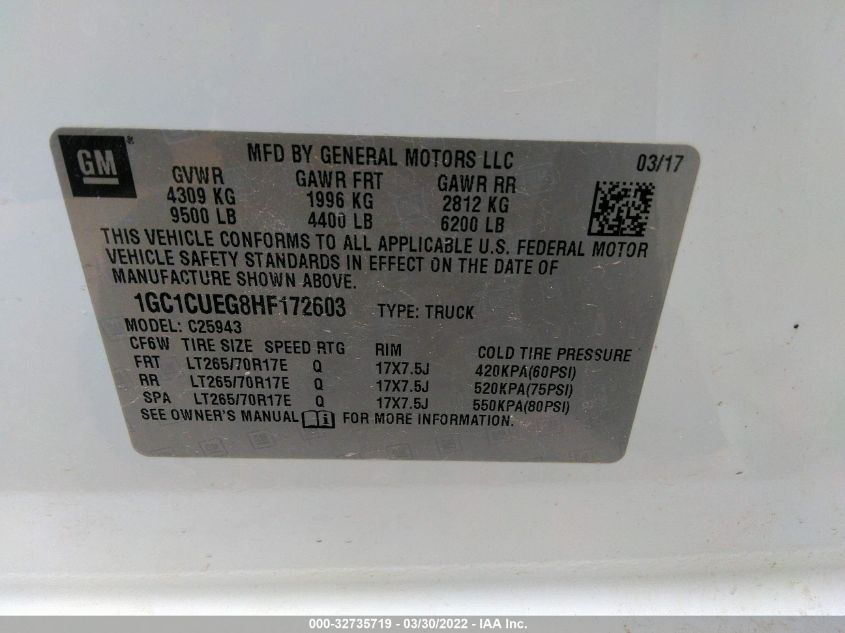 GM® MFD BY GENERAL MOTORS LLC 03/17
GVWR GAWR FRT GAWR RR
4309 KG 1996 KG 2812 KG
9500 LB 4400 LB 6200 LB
THIS VEHICLE CONFORMS TO ALL APPLICABLE U.S. FEDERAL MOTOR
VEHICLE SAFETY STANDARDS IN EFFECT ON THE DATE OF
MANUFACTURE SHOWN ABOVE.
1GC1CUEG8HF172603 TYPE: TRUCK
MODEL: C25943
CF6W TIRE SIZE SPEED RTG RIM COLD TIRE PRESSURE
FRT LT265/70R17E Q 17X7.5J 420KPA(60PSI)
RR LT265/70R17E Q 17X7.5J 520KPA(75PSI)
SPA LT265/70R17E Q 17X7.5J 550KPA(80PSI)
SEE OWNER'S MANUAL i FOR MORE INFORMATION.
000-32735719 - 03/30/2022 - IAA Inc.